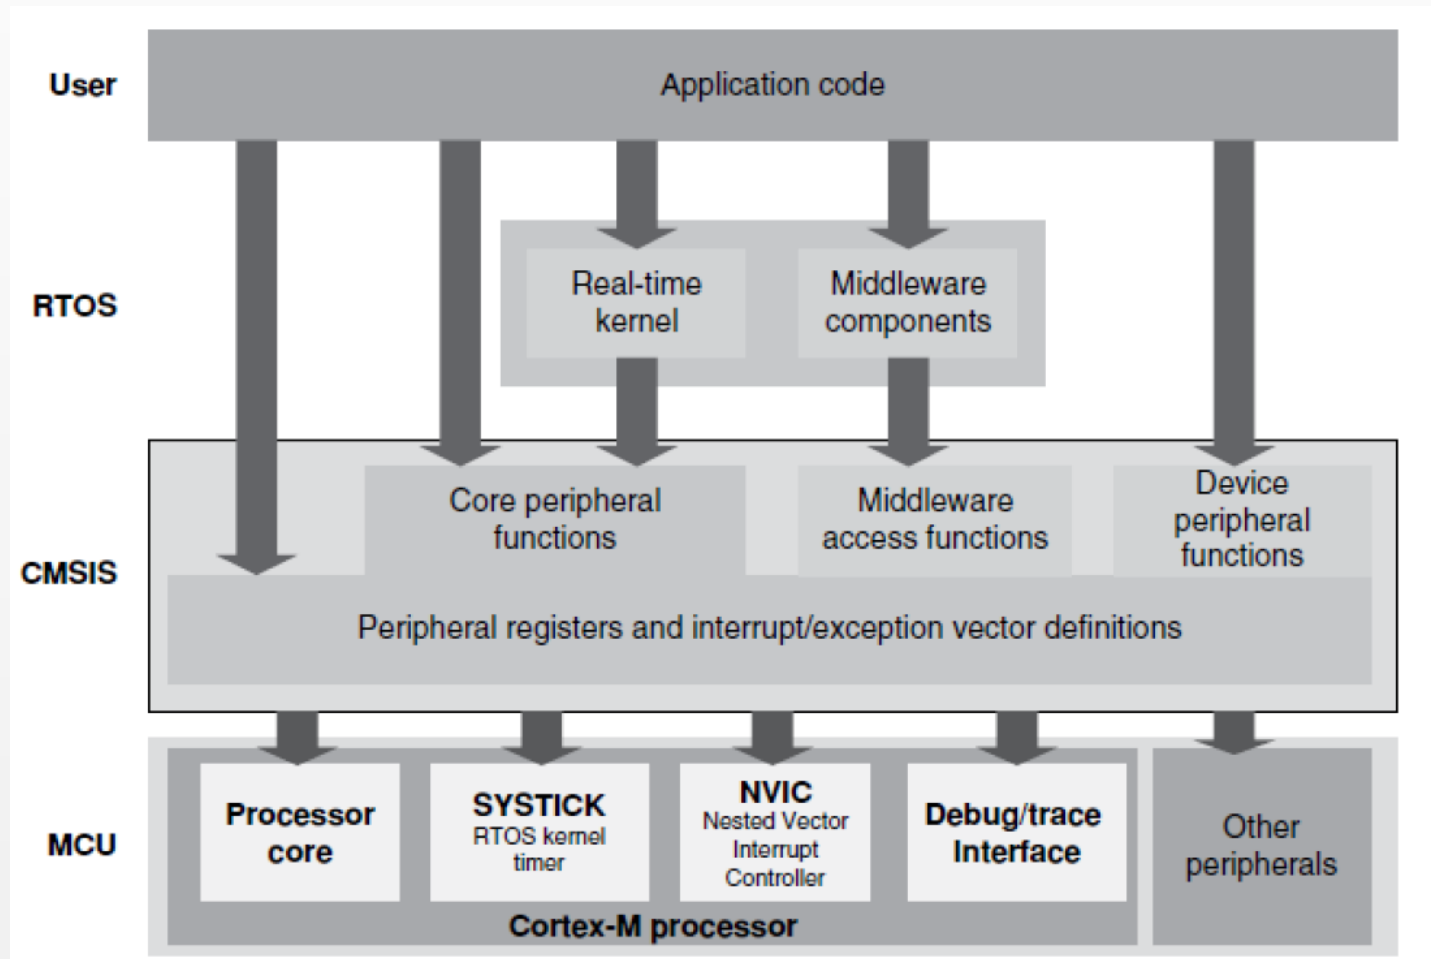 User
Application code
RTOS
Real-time
kernel
Middleware
components
CMSIS
Core peripheral
functions
Middleware
access functions
Device
peripheral
functions
Peripheral registers and interrupt/exception vector definitions
MCU
Processor
core
SYSTICK
RTOS kernel
timer
NVIC
Nested Vector
Interrupt
Controller
Debug/trace
Interface
Other
peripherals
Cortex-M processor